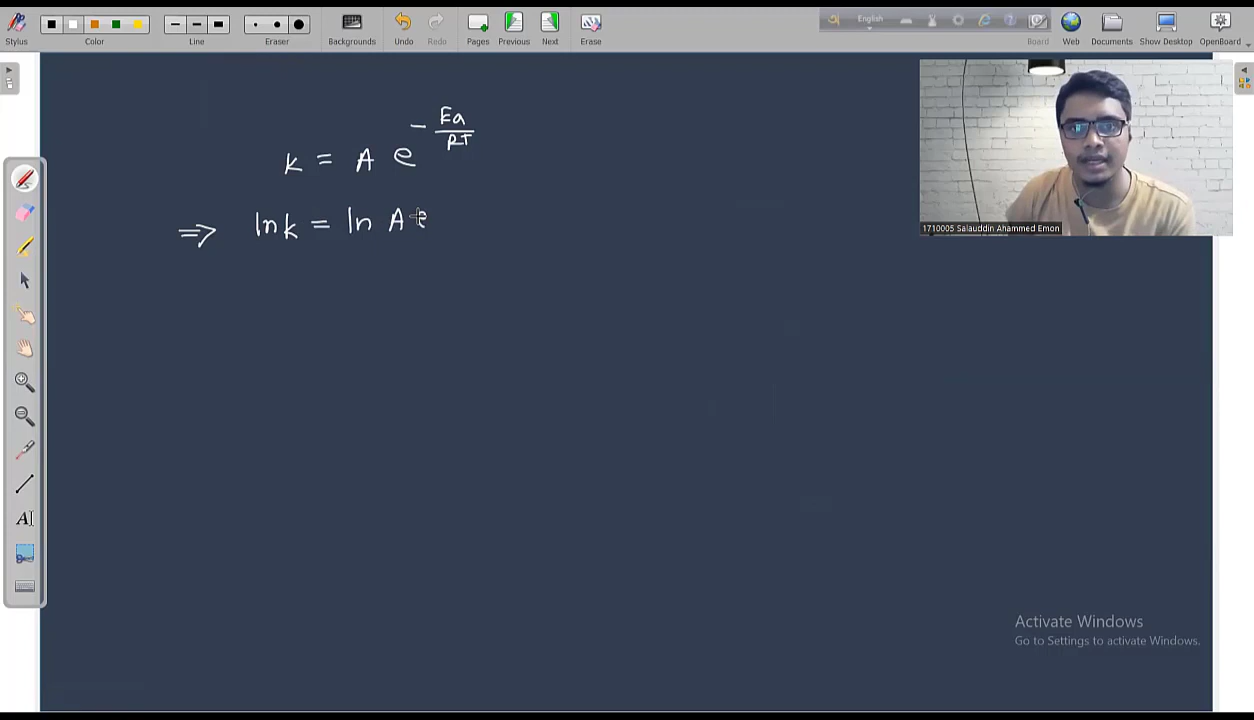 Stylus Color Line Eraser Backgrounds Undo Redo Pages Previous Next Erase English Board Web Documents Show Desktop OpenBoard
k = A e^{-Ea/RT}
⇒ ln k = ln A e
1710005 Salauddin Ahammed Emon
Activate Windows
Go to Settings to activate Windows.